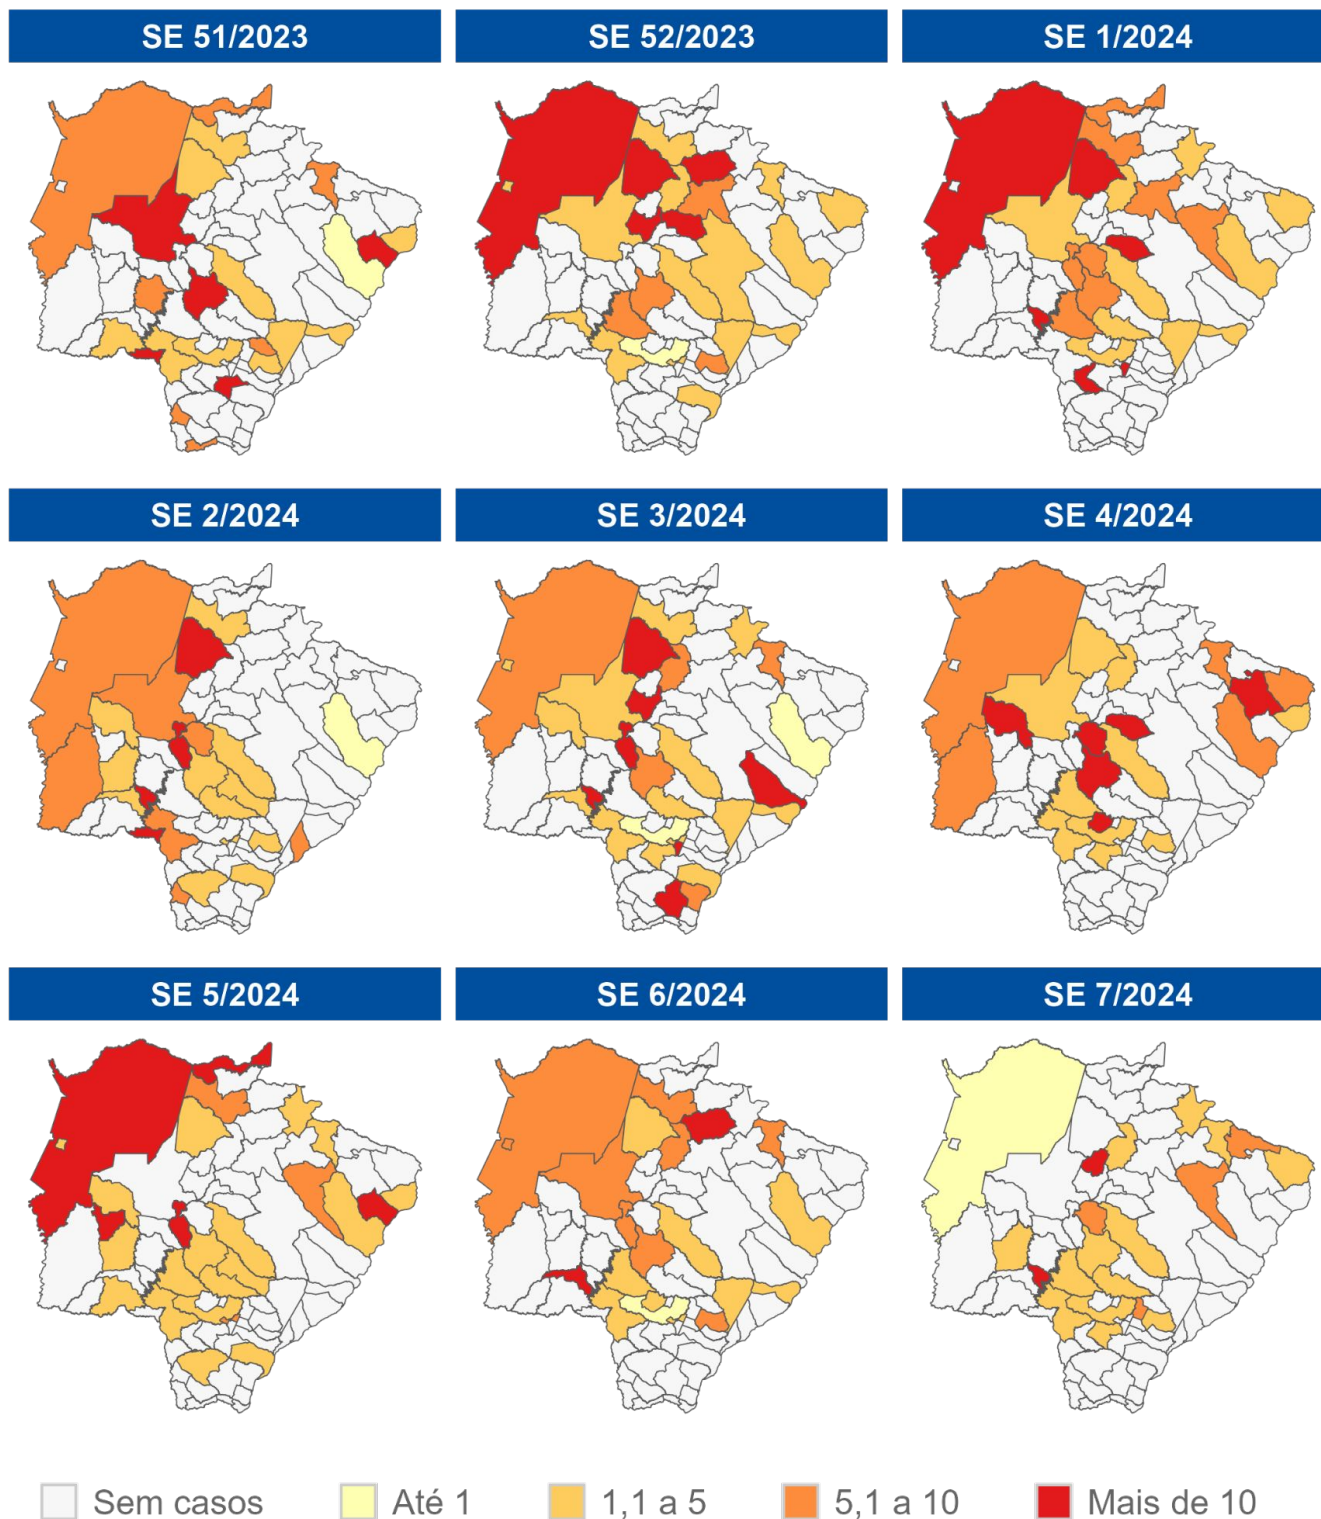 SE 51/2023
SE 52/2023
SE 1/2024
SE 2/2024
SE 3/2024
SE 4/2024
SE 5/2024
SE 6/2024
SE 7/2024
Sem casos
Até 1
1,1 a 5
5,1 a 10
Mais de 10